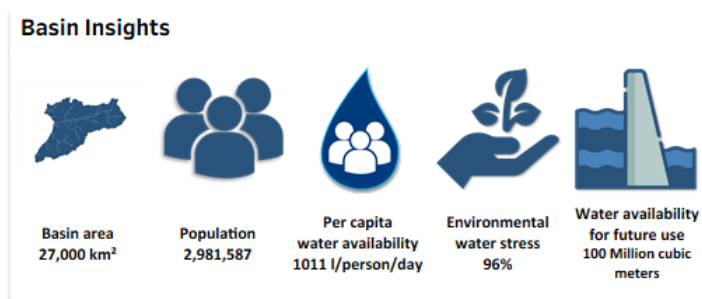 Basin Insights
Basin area
27,000 km²
Population
2,981,587
Per capita
water availability
1011 l/person/day
Environmental
water stress
96%
Water availability
for future use
100 Million cubic
meters